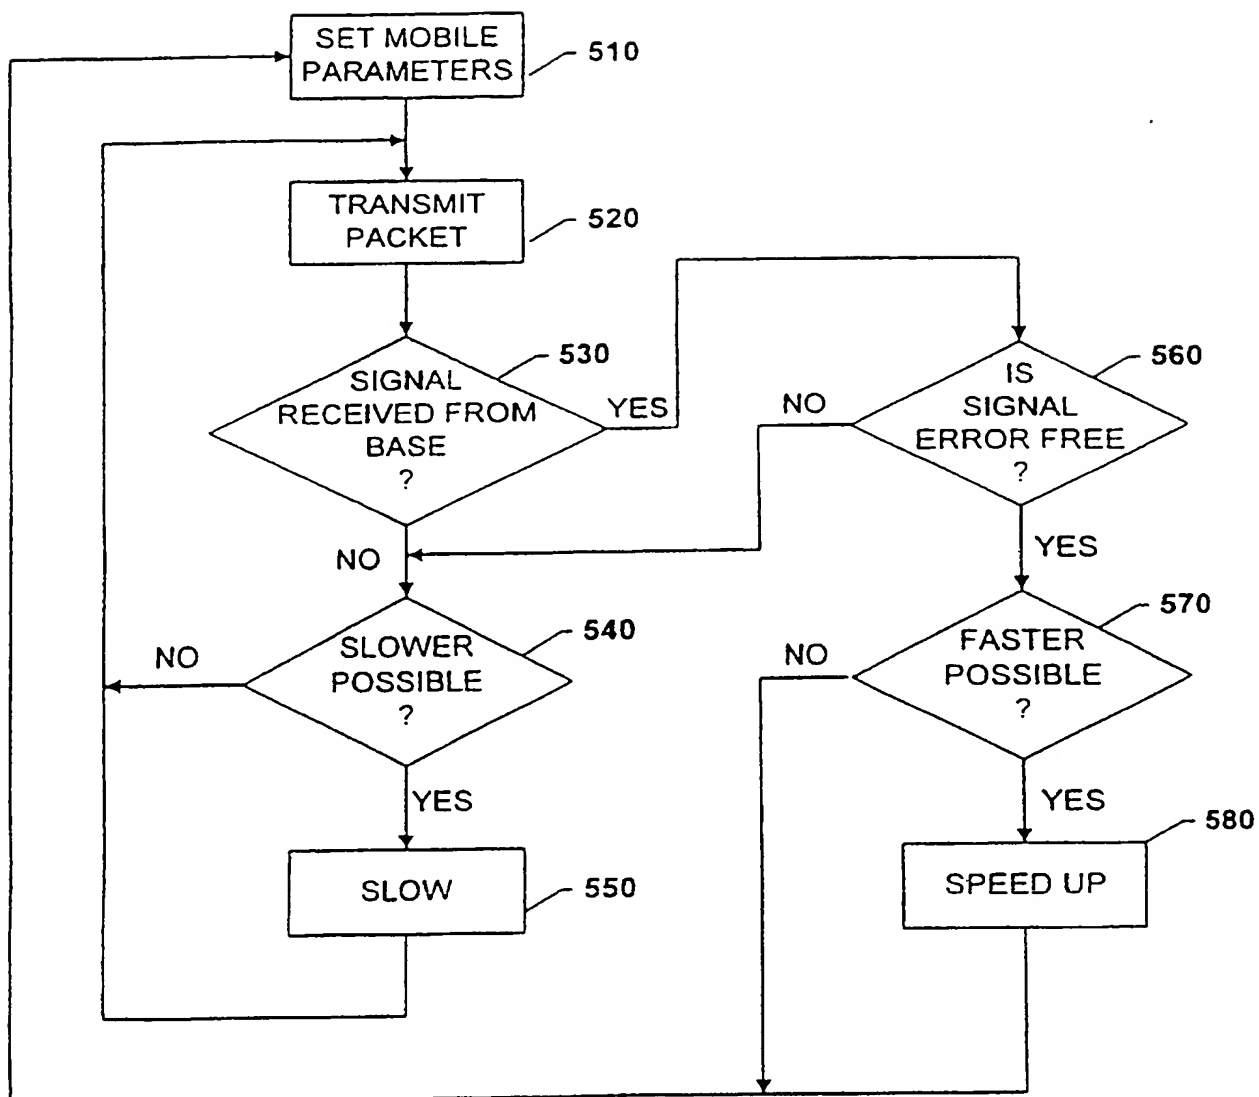 SET MOBILE
PARAMETERS
510
TRANSMIT
PACKET
520
SIGNAL
RECEIVED FROM
BASE
?
530
YES
NO
IS
SIGNAL
ERROR FREE
?
560
NO
YES
SLOWER
POSSIBLE
?
540
NO
YES
FASTER
POSSIBLE
?
570
NO
YES
SLOW
550
SPEED UP
580